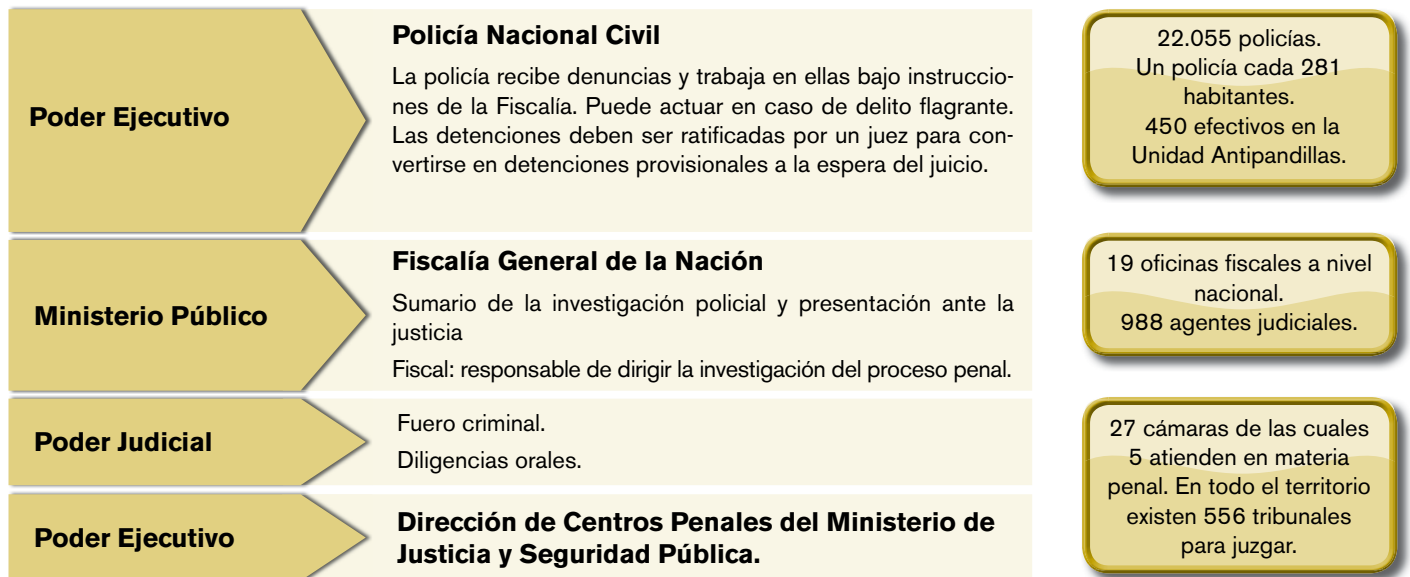 Poder Ejecutivo
Policía Nacional Civil
La policía recibe denuncias y trabaja en ellas bajo instruccio-
nes de la Fiscalía. Puede actuar en caso de delito flagrante.
Las detenciones deben ser ratificadas por un juez para con-
vertirse en detenciones provisionales a la espera del juicio.
22.055 policías.
Un policía cada 281
habitantes.
450 efectivos en la
Unidad Antipandillas.
Ministerio Público
Fiscalía General de la Nación
Sumario de la investigación policial y presentación ante la
justicia
Fiscal: responsable de dirigir la investigación del proceso penal.
19 oficinas fiscales a nivel
nacional.
988 agentes judiciales.
Poder Judicial
Fuero criminal.
Diligencias orales.
27 cámaras de las cuales
5 atienden en materia
penal. En todo el territorio
existen 556 tribunales
para juzgar.
Poder Ejecutivo
Dirección de Centros Penales del Ministerio de
Justicia y Seguridad Pública.